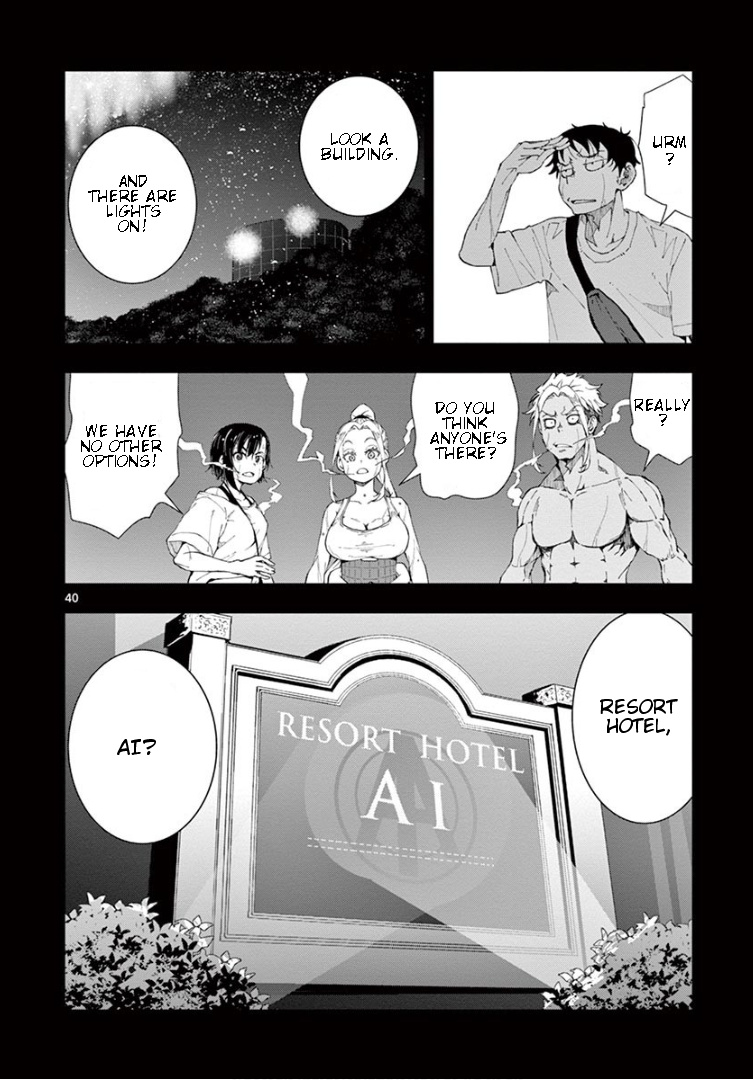 URM
?
LOOK A
BUILDING.
AND
THERE ARE
LIGHTS
ON!
REALLY
?
DO YOU
THINK
ANYONE'S
THERE?
WE HAVE
NO OTHER
OPTIONS!
40
RESORT
HOTEL,
AI?
RESORT HOTEL
AI